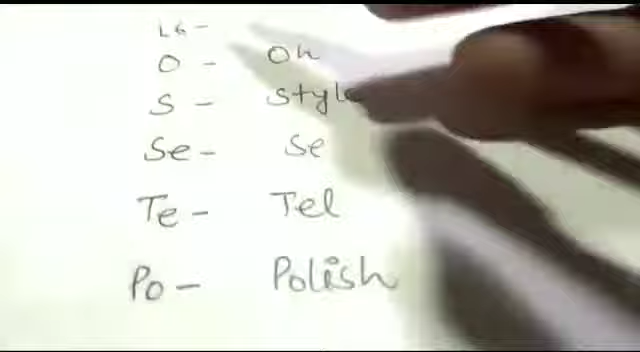 O - Oh
S - Style
Se - Se
Te - Tel
Po - Polish